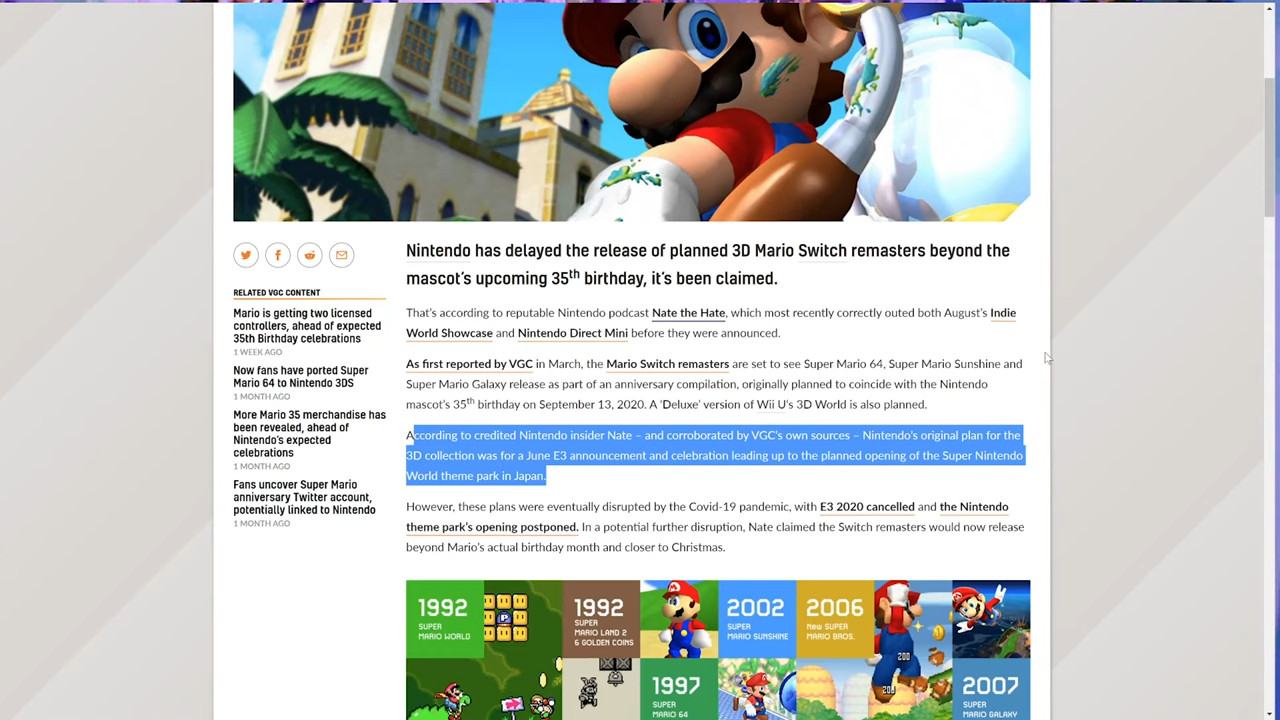 Nintendo has delayed the release of planned 3D Mario Switch remasters beyond the
mascot's upcoming 35th birthday, it's been claimed.
RELATED VGC CONTENT
Mario is getting two licensed
controllers, ahead of expected
35th Birthday celebrations
1 WEEK AGO
Now fans have ported Super
Mario 64 to Nintendo 3DS
1 MONTH AGO
More Mario 35 merchandise has
been revealed, ahead of
Nintendo's expected
celebrations
1 MONTH AGO
Fans uncover Super Mario
anniversary Twitter account,
potentially linked to Nintendo
1 MONTH AGO
That's according to reputable Nintendo podcast Nate the Hate, which most recently correctly outed both August's Indie
World Showcase and Nintendo Direct Mini before they were announced.
As first reported by VGC in March, the Mario Switch remasters are set to see Super Mario 64, Super Mario Sunshine and
Super Mario Galaxy release as part of an anniversary compilation, originally planned to coincide with the Nintendo
mascot's 35th birthday on September 13, 2020. A 'Deluxe' version of Wii U's 3D World is also planned.
According to credited Nintendo insider Nate – and corroborated by VGC's own sources – Nintendo's original plan for the
3D collection was for a June E3 announcement and celebration leading up to the planned opening of the Super Nintendo
World theme park in Japan.
However, these plans were eventually disrupted by the Covid-19 pandemic, with E3 2020 cancelled and the Nintendo
theme park's opening postponed. In a potential further disruption, Nate claimed the Switch remasters would now release
beyond Mario's actual birthday month and closer to Christmas.
1992
SUPER
MARIO WORLD
P
1992
SUPER
MARIO LAND 2
6 GOLDEN COINS
2002
SUPER
MARIO SUNSHINE
2006
New SUPER
MARIO BROS.
200
200
1997
SUPER
MARIO 64
2007
SUPER
MARIO GALAXY